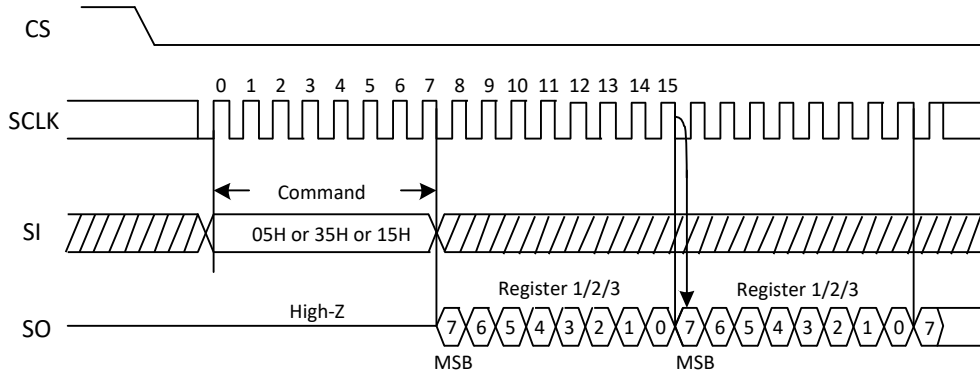 CS
0 1 2 3 4 5 6 7 8 9 10 11 12 13 14 15
SCLK
Command
SI
05H or 35H or 15H
Register 1/2/3 Register 1/2/3
High-Z
SO
7 6 5 4 3 2 1 0 7 6 5 4 3 2 1 0 7
MSB MSB